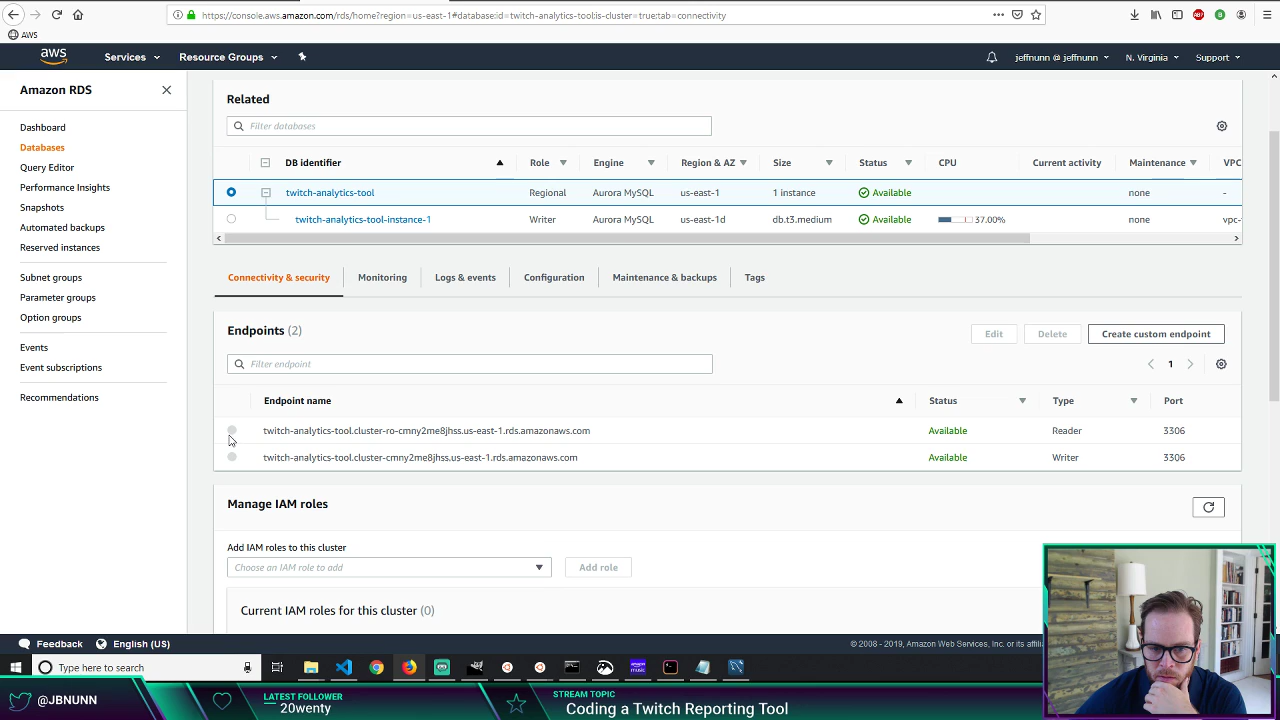 https://console.aws.amazon.com/rds/home?region=us-east-1#database:id=twitch-analytics-tool;is-cluster=true;tab=connectivity
AWS
aws Services Resource Groups jeffnunn @ jeffnunn N. Virginia Support
Amazon RDS
Dashboard
Databases
Query Editor
Performance Insights
Snapshots
Automated backups
Reserved instances
Subnet groups
Parameter groups
Option groups
Events
Event subscriptions
Recommendations
Related
Filter databases
DB identifier Role Engine Region & AZ Size Status CPU Current activity Maintenance VPC
twitch-analytics-tool Regional Aurora MySQL us-east-1 1 instance Available none -
twitch-analytics-tool-instance-1 Writer Aurora MySQL us-east-1d db.t3.medium Available 37.00% none vpc-
Connectivity & security Monitoring Logs & events Configuration Maintenance & backups Tags
Endpoints (2) Edit Delete Create custom endpoint
Filter endpoint 1
Endpoint name Status Type Port
twitch-analytics-tool.cluster-ro-cmny2me8jhss.us-east-1.rds.amazonaws.com Available Reader 3306
twitch-analytics-tool.cluster-cmny2me8jhss.us-east-1.rds.amazonaws.com Available Writer 3306
Manage IAM roles
Add IAM roles to this cluster
Choose an IAM role to add Add role
Current IAM roles for this cluster (0)
Feedback English (US) © 2008 - 2019, Amazon Web Services, Inc. or its affili
Type here to search
@JBNUNN
LATEST FOLLOWER
20wenty
STREAM TOPIC
Coding a Twitch Reporting Tool